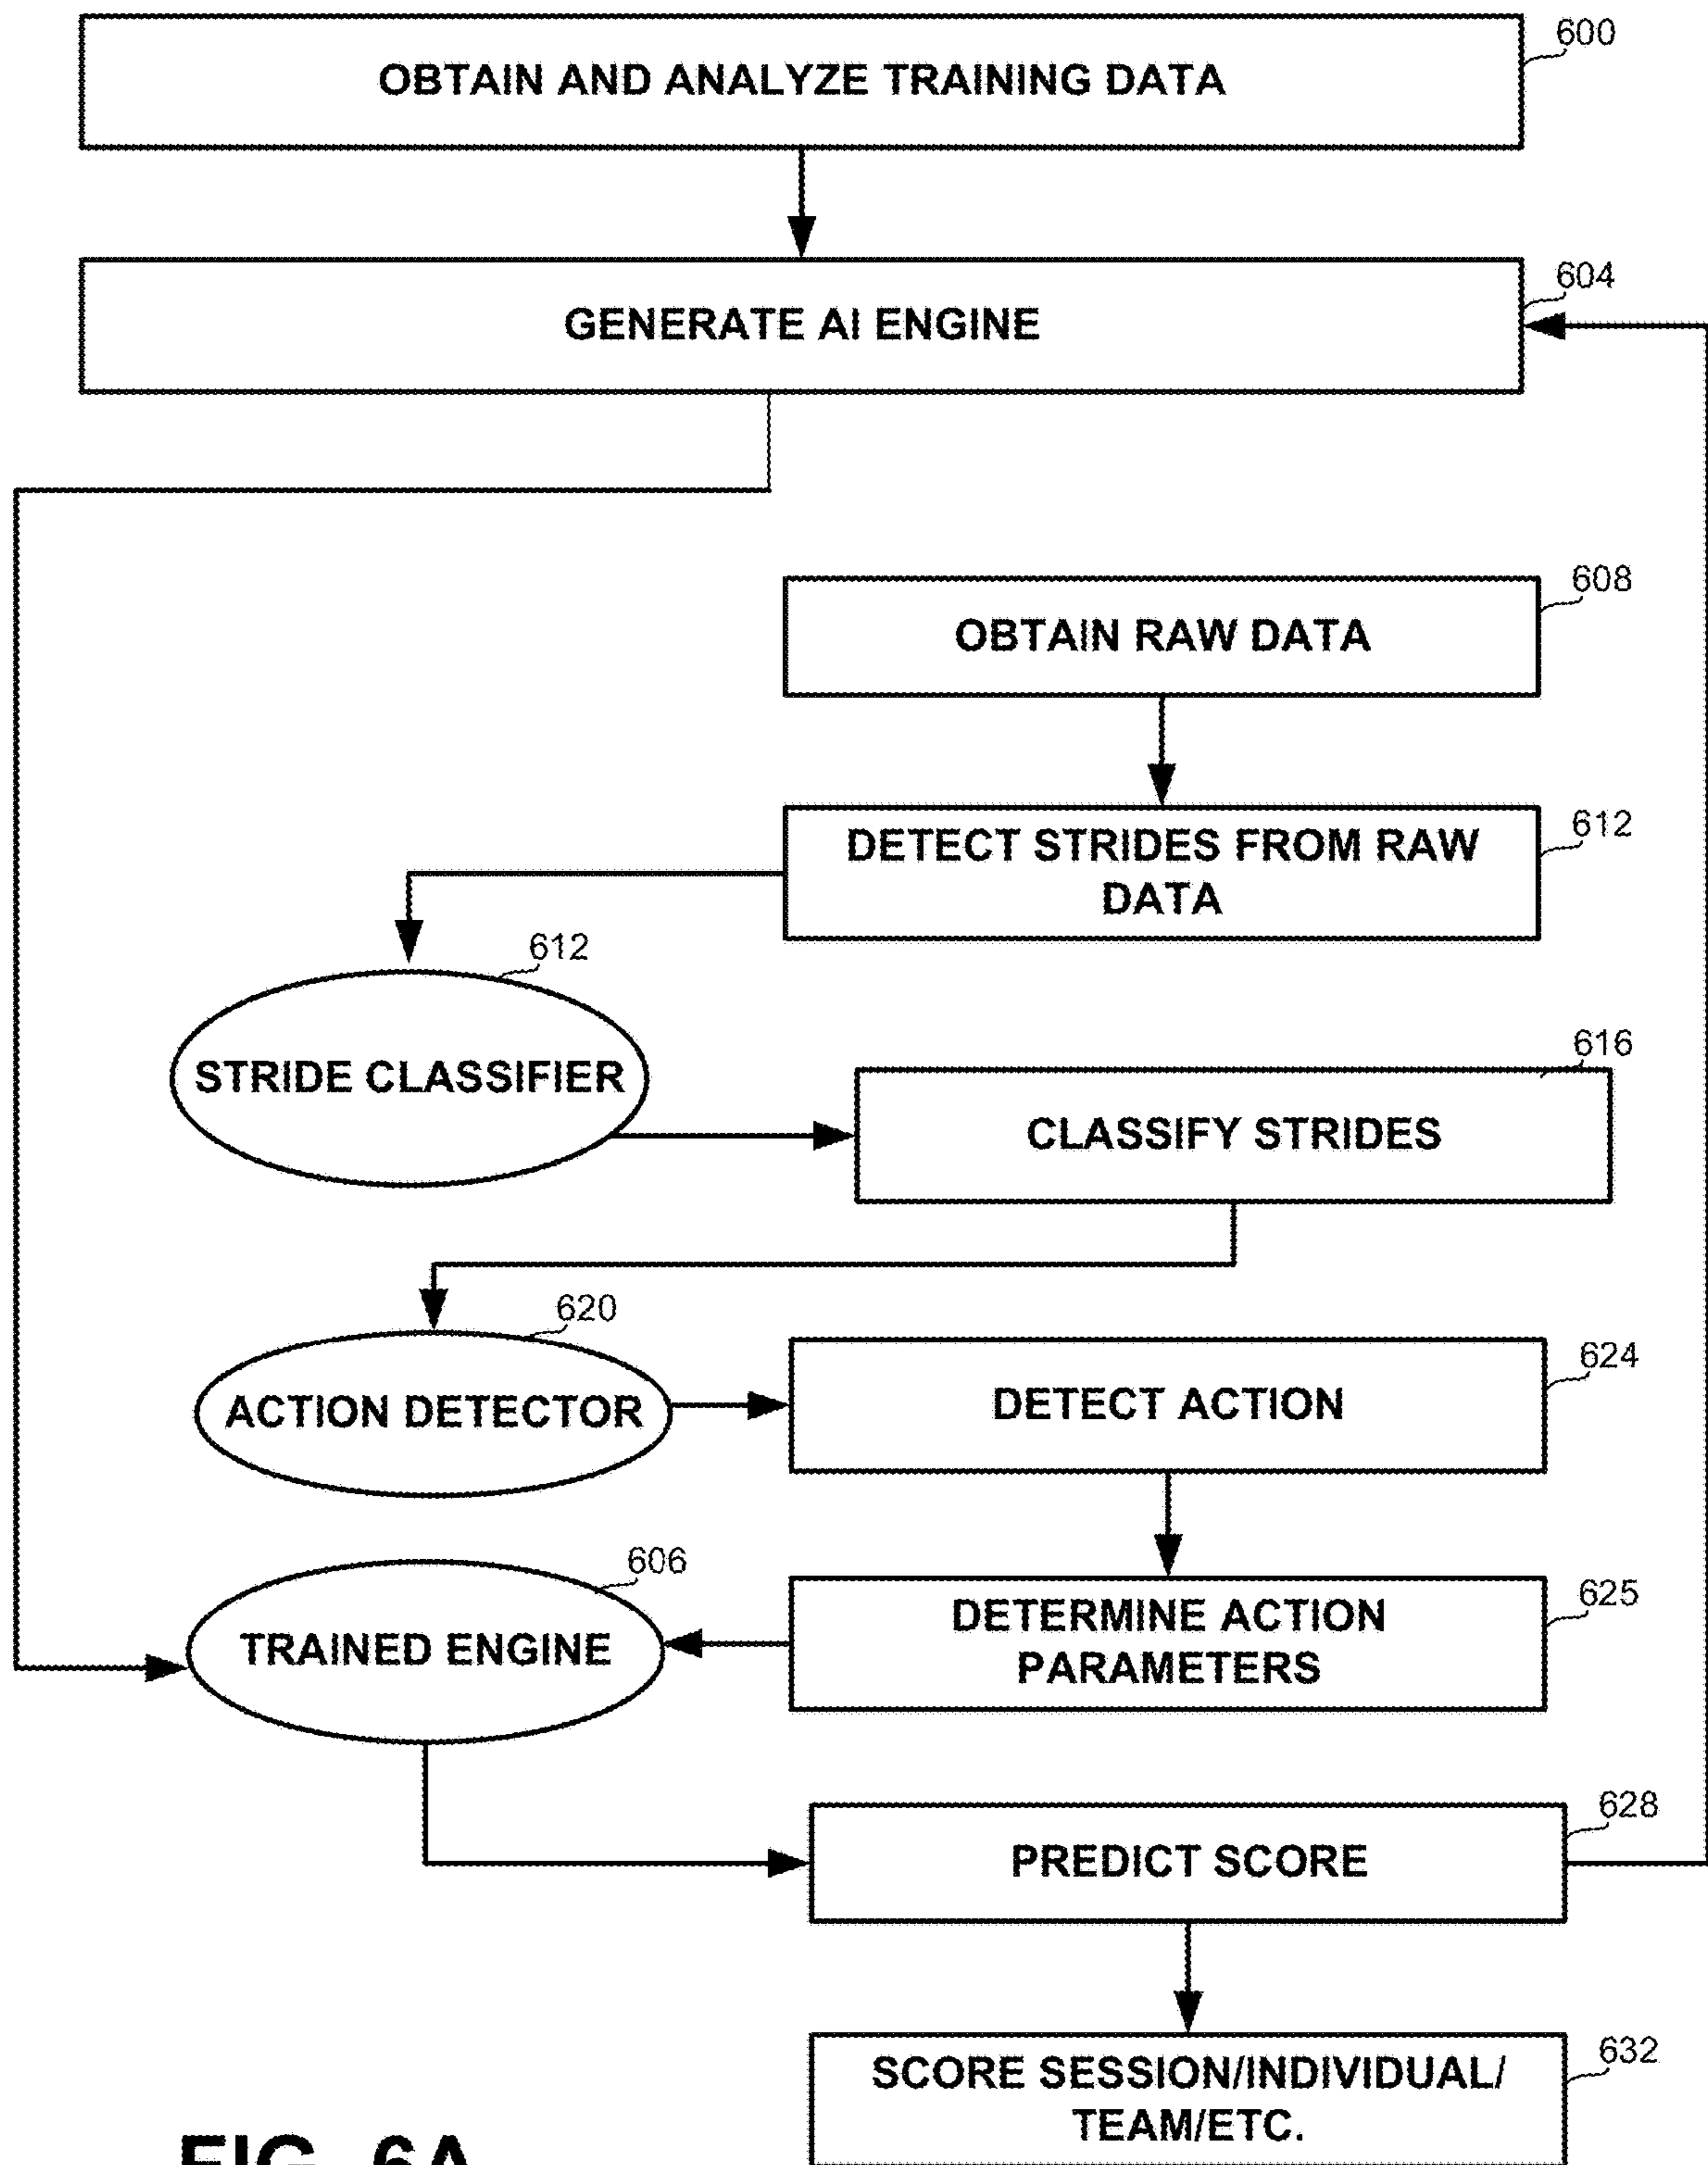 600
OBTAIN AND ANALYZE TRAINING DATA
604
GENERATE AI ENGINE
608
OBTAIN RAW DATA
612
DETECT STRIDES FROM RAW
DATA
612
STRIDE CLASSIFIER
616
CLASSIFY STRIDES
620
ACTION DETECTOR
624
DETECT ACTION
606
TRAINED ENGINE
625
DETERMINE ACTION
PARAMETERS
628
PREDICT SCORE
632
SCORE SESSION/INDIVIDUAL/
TEAM/ETC.
FIG. 6A